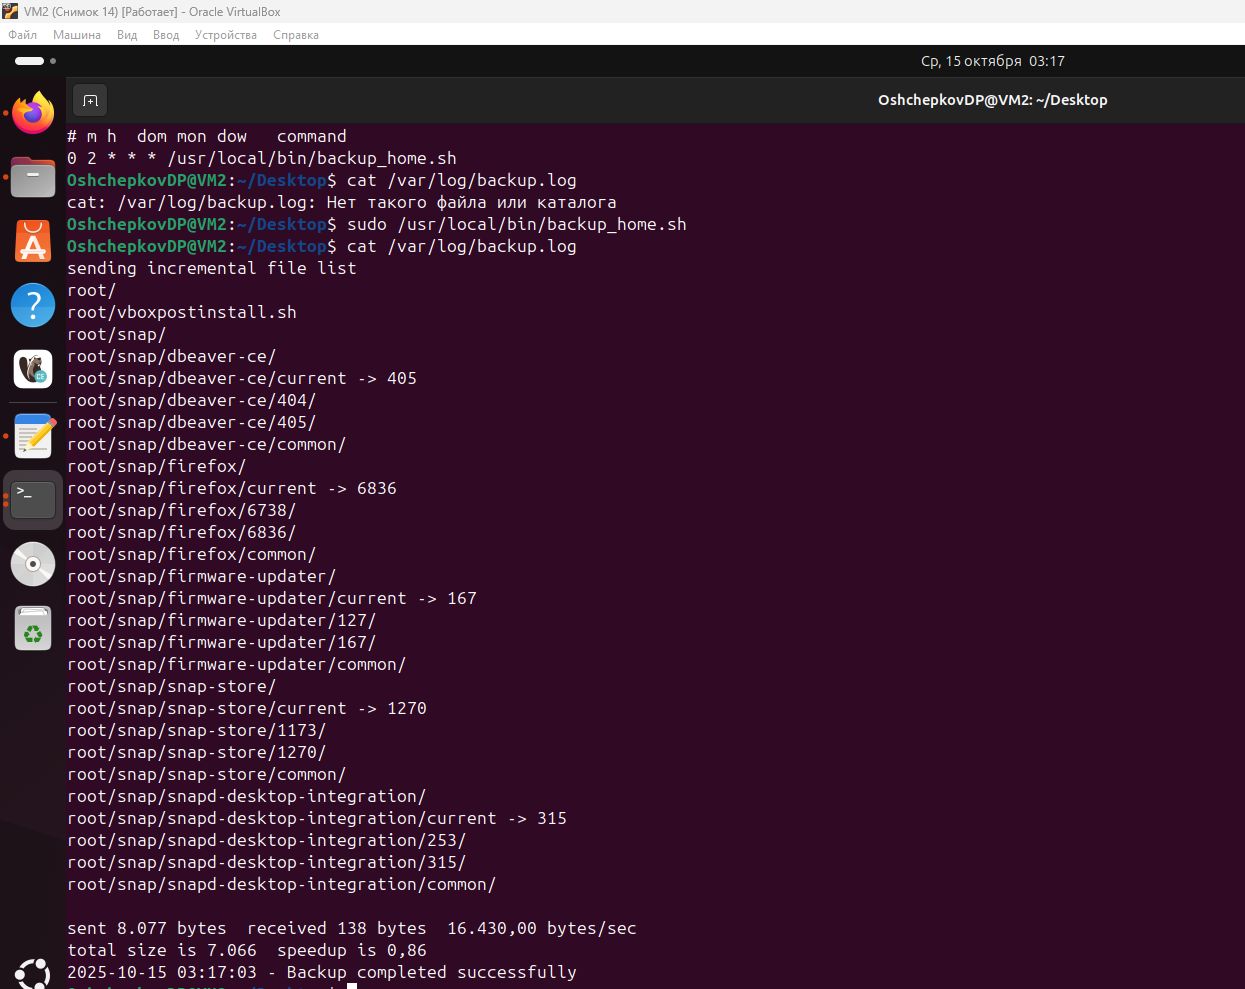 VM2 (Снимок 14) [Работает] - Oracle VirtualBox
Файл Машина Вид Ввод Устройства Справка
Ср, 15 октября 03:17
OshchepkovDP@VM2: ~/Desktop
# m h  dom mon dow   command
0 2 * * * /usr/local/bin/backup_home.sh
OshchepkovDP@VM2:~/Desktop$ cat /var/log/backup.log
cat: /var/log/backup.log: Нет такого файла или каталога
OshchepkovDP@VM2:~/Desktop$ sudo /usr/local/bin/backup_home.sh
OshchepkovDP@VM2:~/Desktop$ cat /var/log/backup.log
sending incremental file list
root/
root/vboxpostinstall.sh
root/snap/
root/snap/dbeaver-ce/
root/snap/dbeaver-ce/current -> 405
root/snap/dbeaver-ce/404/
root/snap/dbeaver-ce/405/
root/snap/dbeaver-ce/common/
root/snap/firefox/
root/snap/firefox/current -> 6836
root/snap/firefox/6738/
root/snap/firefox/6836/
root/snap/firefox/common/
root/snap/firmware-updater/
root/snap/firmware-updater/current -> 167
root/snap/firmware-updater/127/
root/snap/firmware-updater/167/
root/snap/firmware-updater/common/
root/snap/snap-store/
root/snap/snap-store/current -> 1270
root/snap/snap-store/1173/
root/snap/snap-store/1270/
root/snap/snap-store/common/
root/snap/snapd-desktop-integration/
root/snap/snapd-desktop-integration/current -> 315
root/snap/snapd-desktop-integration/253/
root/snap/snapd-desktop-integration/315/
root/snap/snapd-desktop-integration/common/
sent 8.077 bytes  received 138 bytes  16.430,00 bytes/sec
total size is 7.066  speedup is 0,86
2025-10-15 03:17:03 - Backup completed successfully